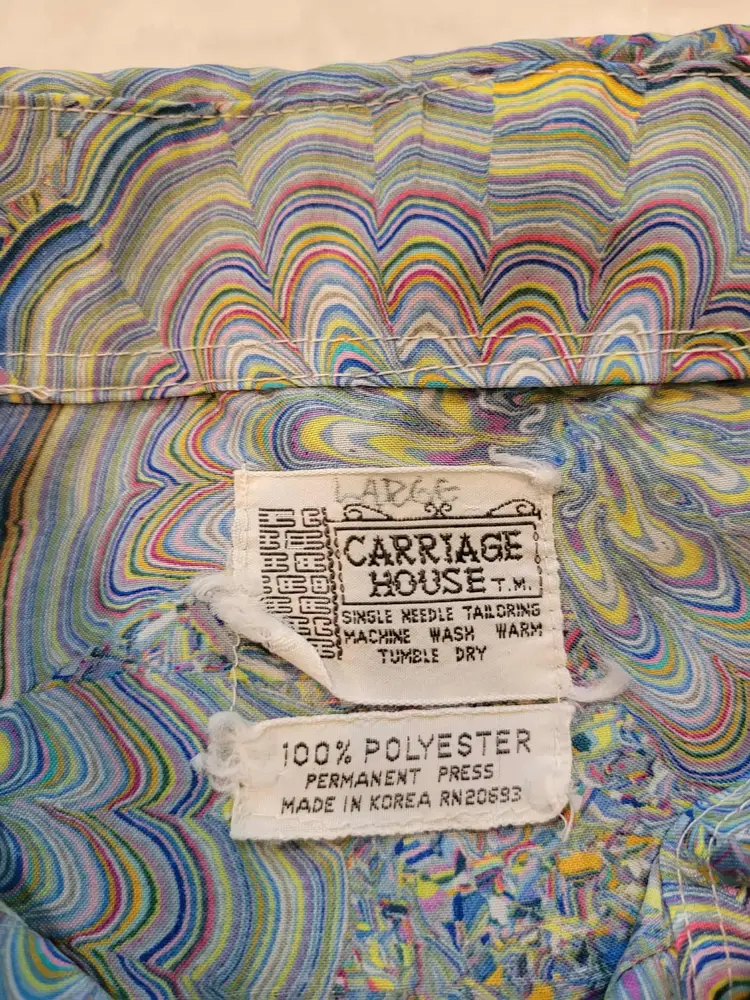 LARGE
CARRIAGE
HOUSE T.M.
SINGLE NEEDLE TAILORING
MACHINE WASH WARM
TUMBLE DRY
100% POLYESTER
PERMANENT PRESS
MADE IN KOREA RN20693